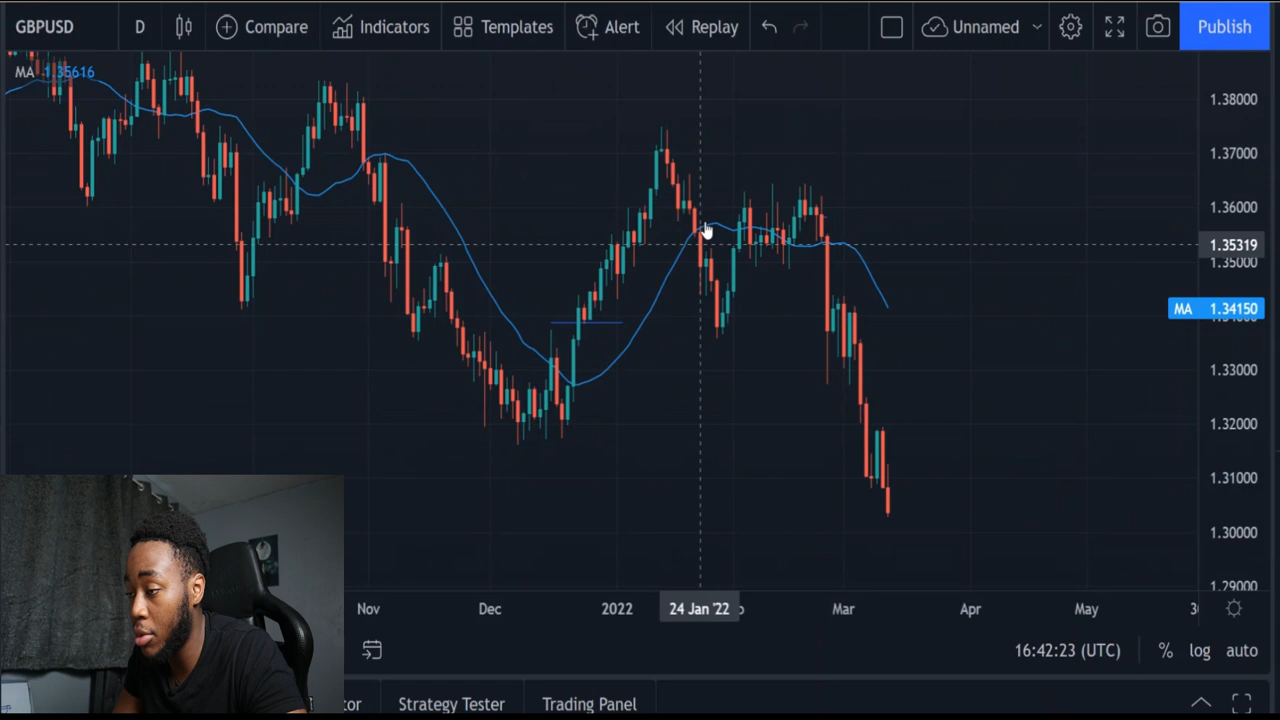 GBPUSD D Compare Indicators Templates Alert Replay Unnamed Publish
MA 1.35616
1.38000
1.37000
1.36000
1.35319
1.35000
MA 1.34150
1.33000
1.32000
1.31000
1.30000
1.29000
Nov Dec 2022 24 Jan '22 Mar Apr May
16:42:23 (UTC) % log auto
Strategy Tester Trading Panel